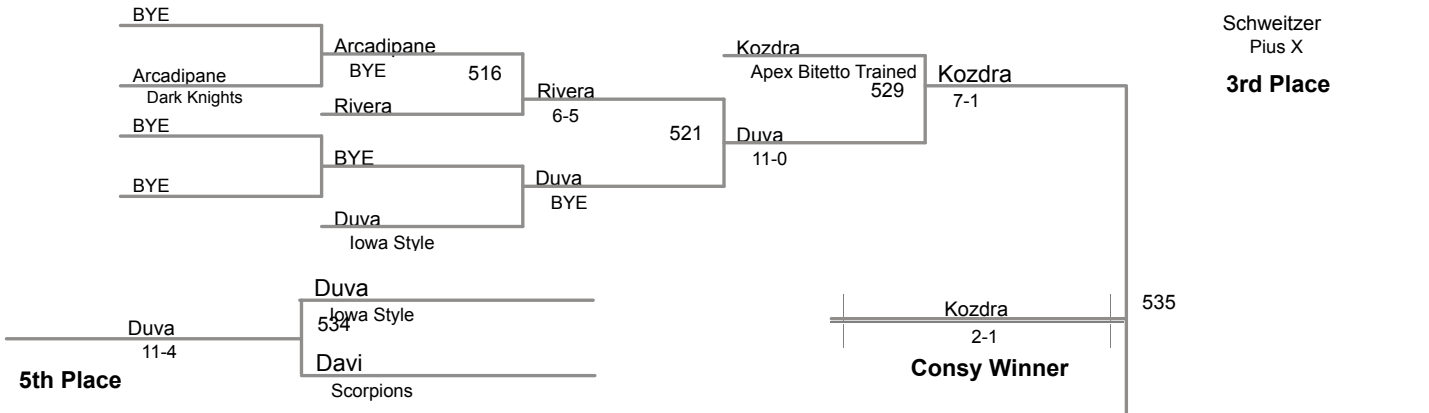 BYE
Arcadipane
Dark Knights
BYE
BYE
Arcadipane
BYE
516
Rivera
BYE
Duva
Iowa Style
Rivera
6-5
521
Duva
BYE
Kozdra
Apex Bitetto Trained
529
Duva
11-0
Kozdra
7-1
Schweitzer
Pius X
3rd Place
Duva
Iowa Style
534
Davi
Scorpions
Duva
11-4
5th Place
Kozdra
2-1
Consy Winner
535